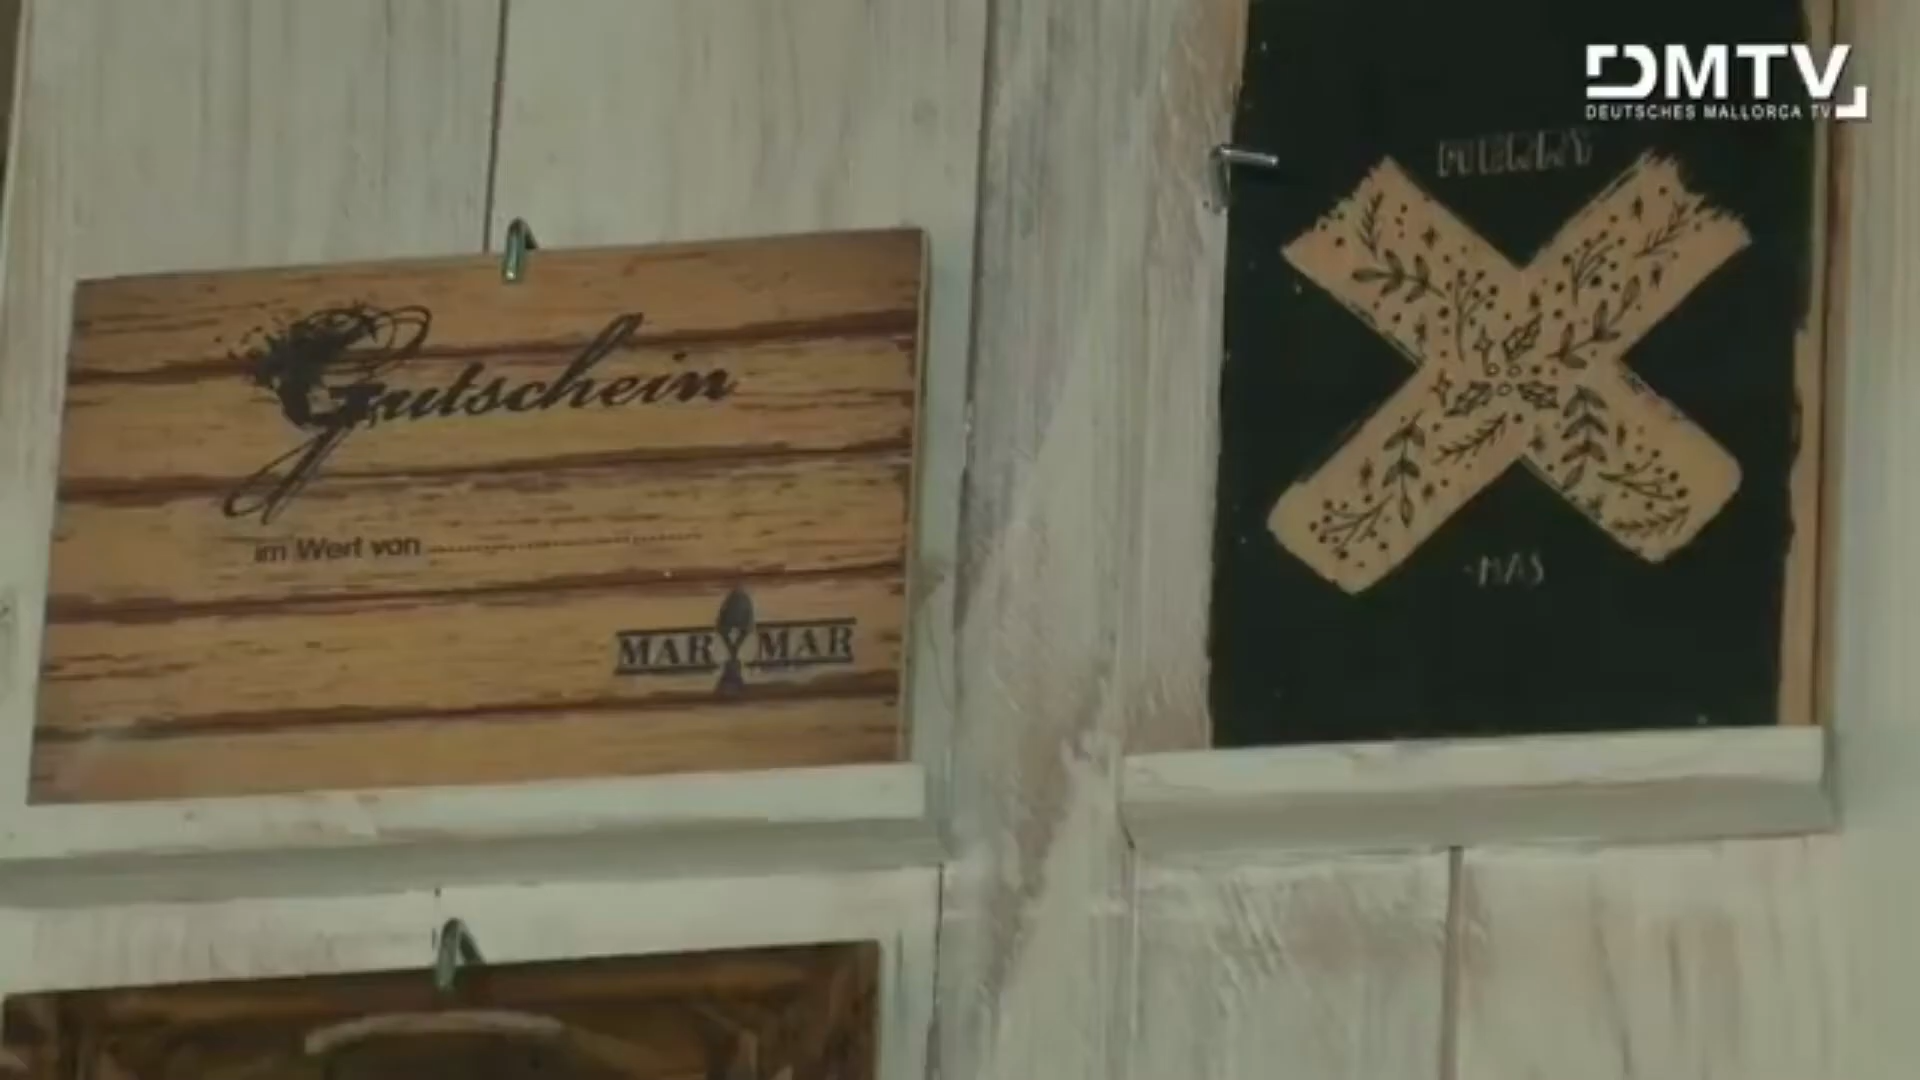 DMTV
DEUTSCHES MALLORCA TV
MERRY
X
-MAS
Gutschein
im Wert von
MAR Y MAR